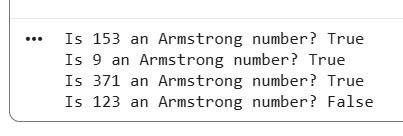 Is 153 an Armstrong number? True
Is 9 an Armstrong number? True
Is 371 an Armstrong number? True
Is 123 an Armstrong number? False